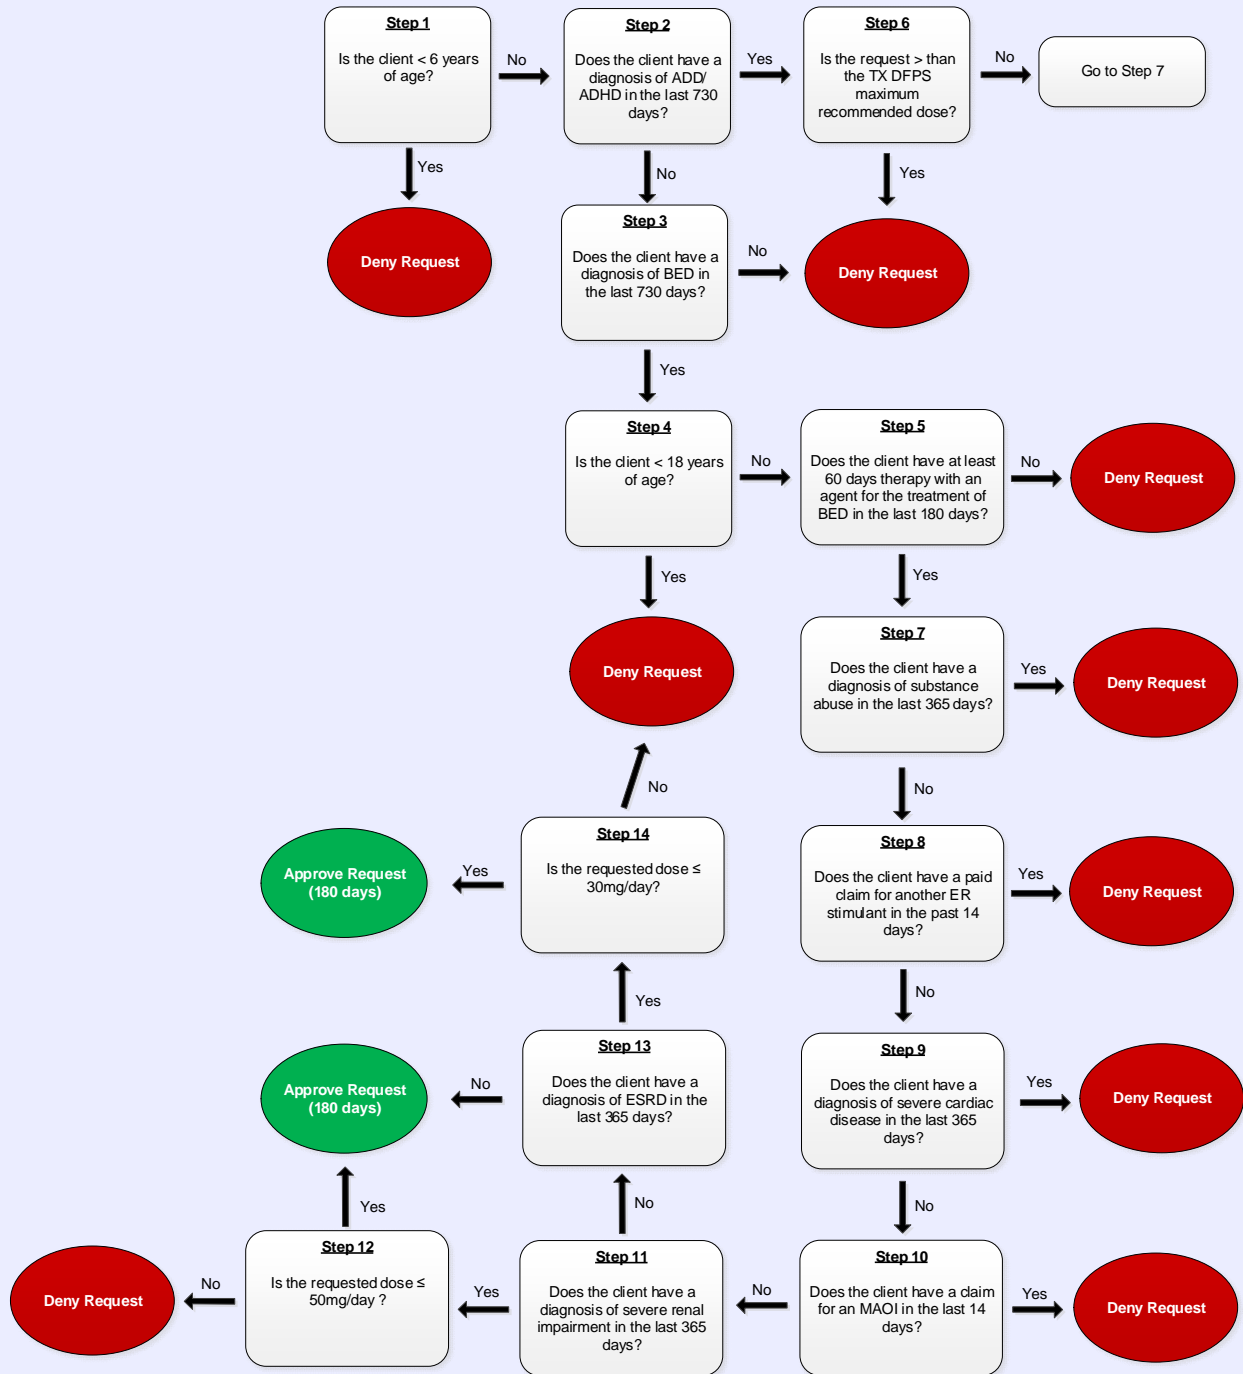 Step 1
Is the client < 6 years
of age?
No
Yes
Deny Request
Step 2
Does the client have a
diagnosis of ADD/
ADHD in the last 730
days?
Yes
No
Step 6
Is the request > than
the TX DFPS
maximum
recommended dose?
No
Yes
Go to Step 7
Step 3
Does the client have a
diagnosis of BED in
the last 730 days?
No
Deny Request
Yes
Step 4
Is the client < 18 years
of age?
No
Yes
Deny Request
Step 5
Does the client have at least
60 days therapy with an
agent for the treatment of
BED in the last 180 days?
No
Deny Request
Yes
Step 7
Does the client have a
diagnosis of substance
abuse in the last 365 days?
Yes
Deny Request
No
Step 8
Does the client have a paid
claim for another ER
stimulant in the past 14
days?
Yes
Deny Request
No
Step 9
Does the client have a
diagnosis of severe cardiac
disease in the last 365
days?
Yes
Deny Request
No
Step 10
Does the client have a claim
for an MAOI in the last 14
days?
Yes
Deny Request
No
Step 11
Does the client have a
diagnosis of severe renal
impairment in the last 365
days?
Yes
No
Step 12
Is the requested dose ≤
50mg/day ?
No
Deny Request
Yes
Approve Request
(180 days)
Step 13
Does the client have a
diagnosis of ESRD in the
last 365 days?
No
Yes
Step 14
Is the requested dose ≤
30mg/day?
Yes
Approve Request
(180 days)
No